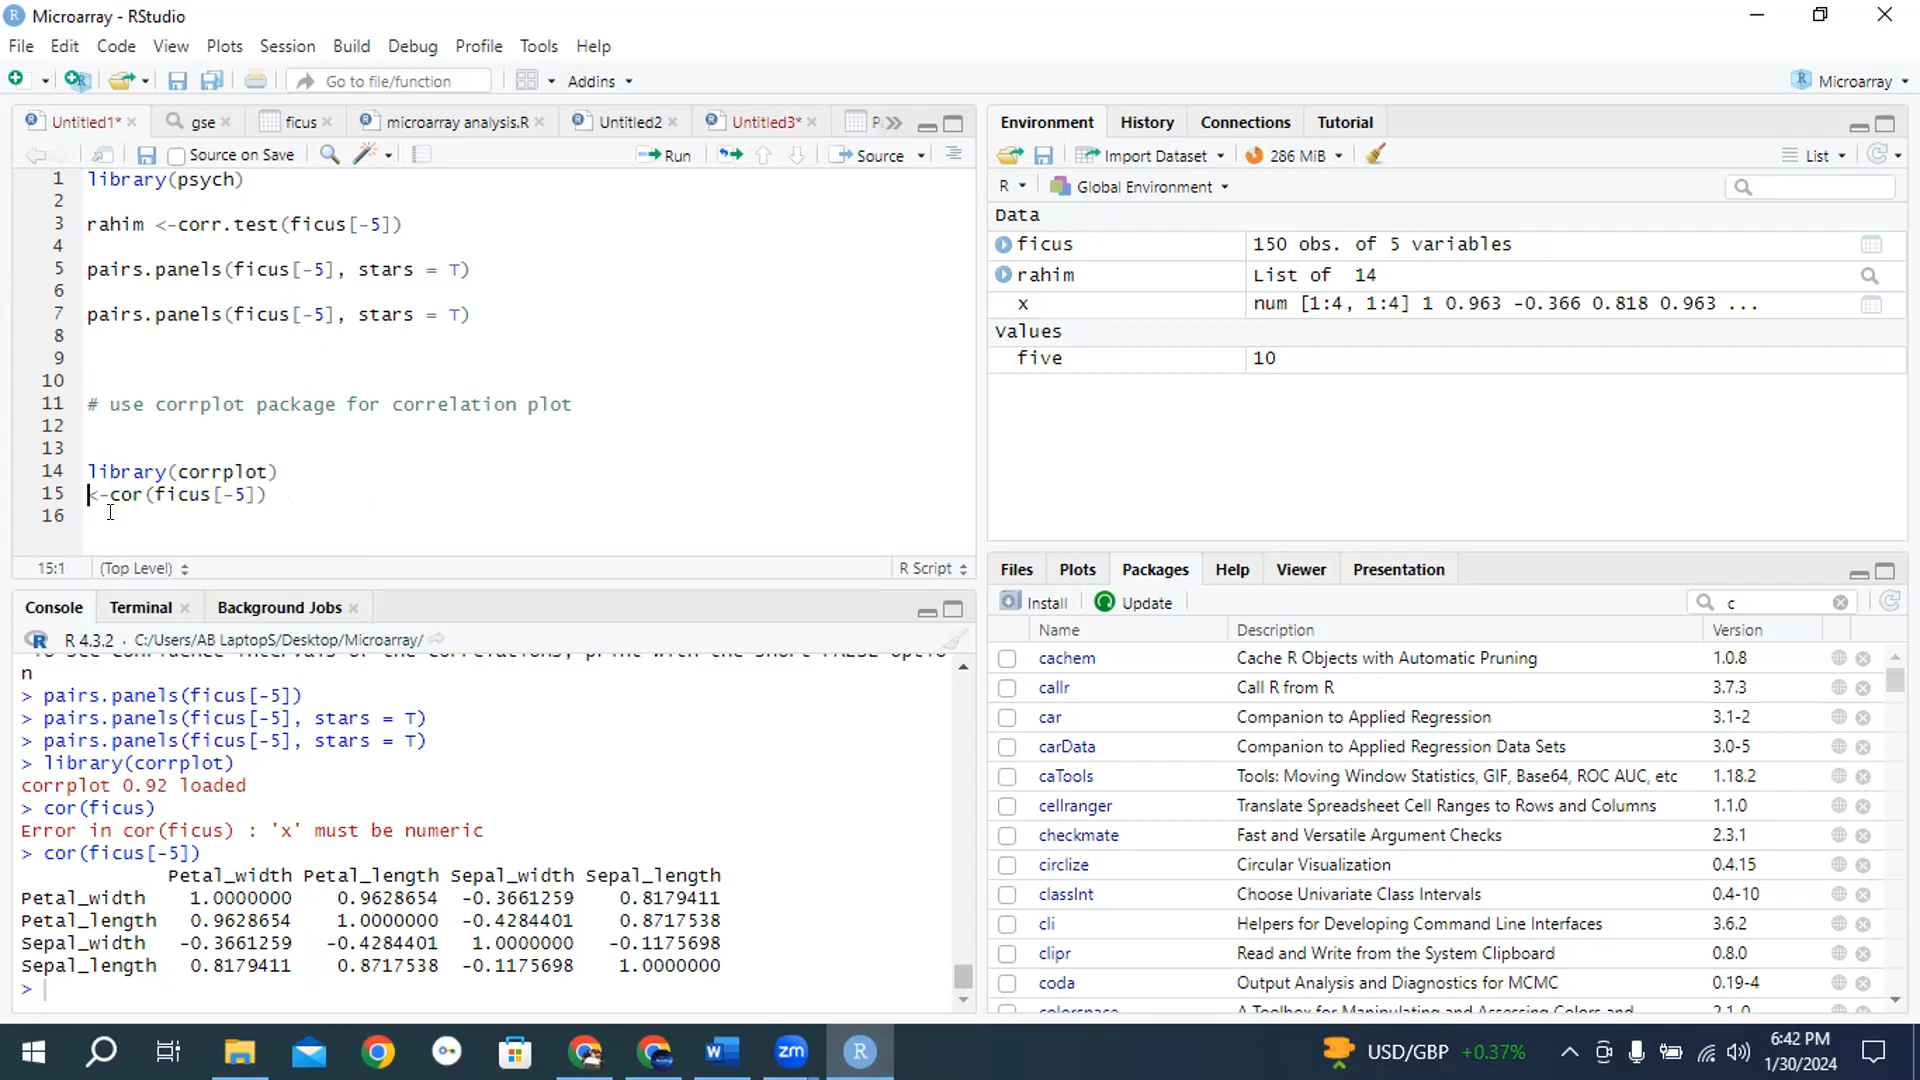 Microarray - RStudio
File Edit Code View Plots Session Build Debug Profile Tools Help
Go to file/function
Addins
Microarray
Untitled1*
gse
ficus
microarray analysis.R
Untitled2
Untitled3*
Source on Save
Run
Source
1 library(psych)
2
3 rahim <-corr.test(ficus[-5])
4
5 pairs.panels(ficus[-5], stars = T)
6
7 pairs.panels(ficus[-5], stars = T)
8
9
10
11 # use corrplot package for correlation plot
12
13
14 library(corrplot)
15 <-cor(ficus[-5])
16
15:1 (Top Level) R Script
Console Terminal Background Jobs
R 4.3.2 · C:/Users/AB LaptopS/Desktop/Microarray/
n
> pairs.panels(ficus[-5])
> pairs.panels(ficus[-5], stars = T)
> pairs.panels(ficus[-5], stars = T)
> library(corrplot)
corrplot 0.92 loaded
> cor(ficus)
Error in cor(ficus) : 'x' must be numeric
> cor(ficus[-5])
Petal_width Petal_length Sepal_width Sepal_length
Petal_width 1.0000000 0.9628654 -0.3661259 0.8179411
Petal_length 0.9628654 1.0000000 -0.4284401 0.8717538
Sepal_width -0.3661259 -0.4284401 1.0000000 -0.1175698
Sepal_length 0.8179411 0.8717538 -0.1175698 1.0000000
>
Environment History Connections Tutorial
Import Dataset 286 MiB List
R Global Environment
Data
ficus 150 obs. of 5 variables
rahim List of 14
x num [1:4, 1:4] 1 0.963 -0.366 0.818 0.963 ...
Values
five 10
Files Plots Packages Help Viewer Presentation
Install Update c
Name Description Version
cachem Cache R Objects with Automatic Pruning 1.0.8
callr Call R from R 3.7.3
car Companion to Applied Regression 3.1-2
carData Companion to Applied Regression Data Sets 3.0-5
caTools Tools: Moving Window Statistics, GIF, Base64, ROC AUC, etc 1.18.2
cellranger Translate Spreadsheet Cell Ranges to Rows and Columns 1.1.0
checkmate Fast and Versatile Argument Checks 2.3.1
circlize Circular Visualization 0.4.15
classInt Choose Univariate Class Intervals 0.4-10
cli Helpers for Developing Command Line Interfaces 3.6.2
clipr Read and Write from the System Clipboard 0.8.0
coda Output Analysis and Diagnostics for MCMC 0.19-4
USD/GBP +0.37%
6:42 PM
1/30/2024